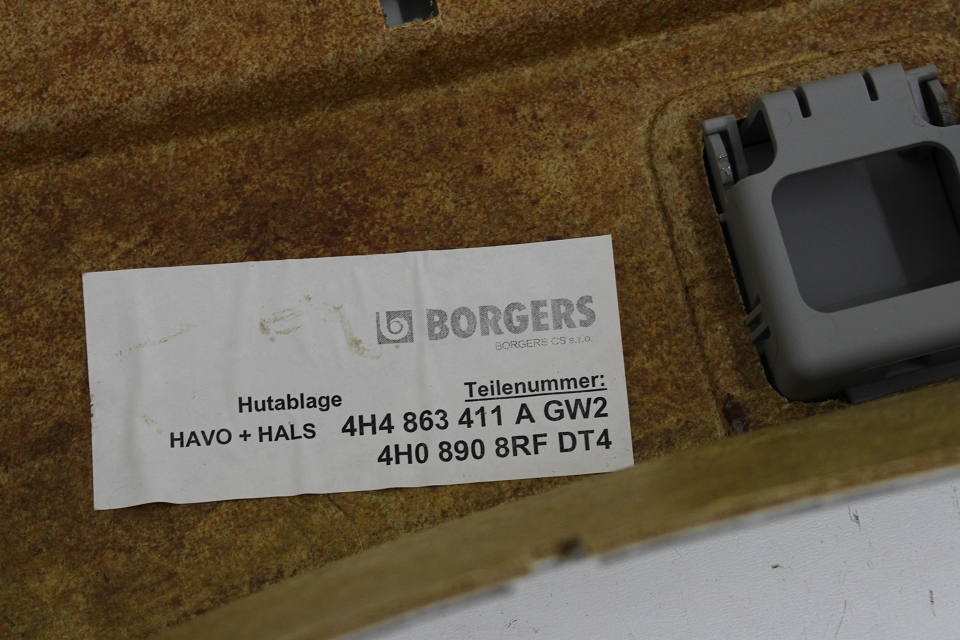 BORGERS
BORGERS CS s.r.o.
Teilenummer:
Hutablage
4H4 863 411 A GW2
HAVO + HALS
4H0 890 8RF DT4